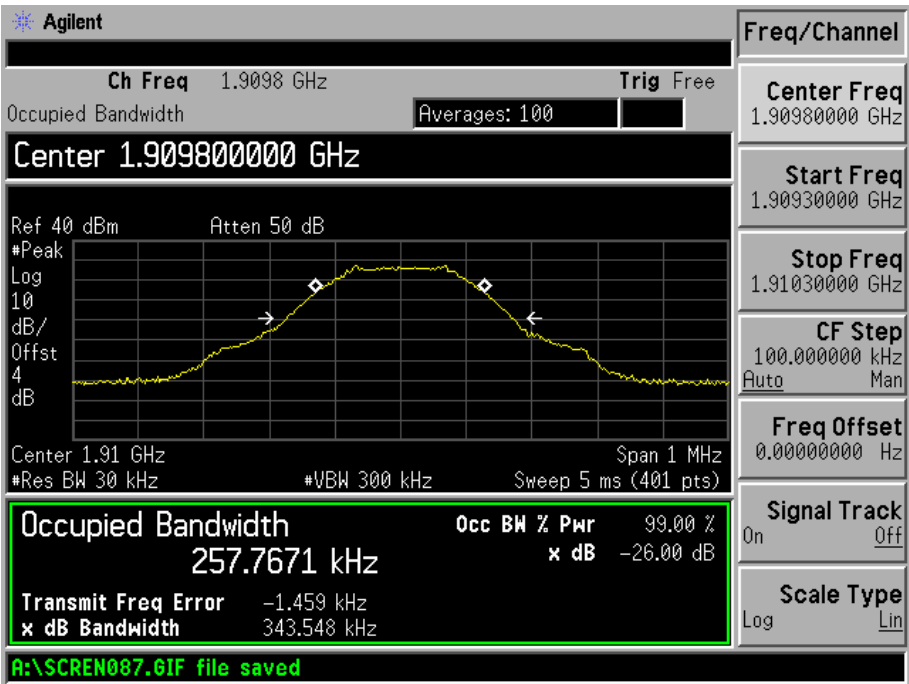 Agilent
Freq/Channel
Ch Freq 1.9098 GHz Trig Free
Occupied Bandwidth Averages: 100
Center 1.909800000 GHz
Ref 40 dBm Atten 50 dB
#Peak
Log
10
dB/
Offst
4
dB
Center 1.91 GHz Span 1 MHz
#Res BW 30 kHz #VBW 300 kHz Sweep 5 ms (401 pts)
Occupied Bandwidth
257.7671 kHz
Occ BW % Pwr 99.00 %
x dB -26.00 dB
Transmit Freq Error -1.459 kHz
x dB Bandwidth 343.548 kHz
A:\SCREN087.GIF file saved
Center Freq
1.90980000 GHz
Start Freq
1.90930000 GHz
Stop Freq
1.91030000 GHz
CF Step
100.000000 kHz
Auto Man
Freq Offset
0.00000000 Hz
Signal Track
On Off
Scale Type
Log Lin